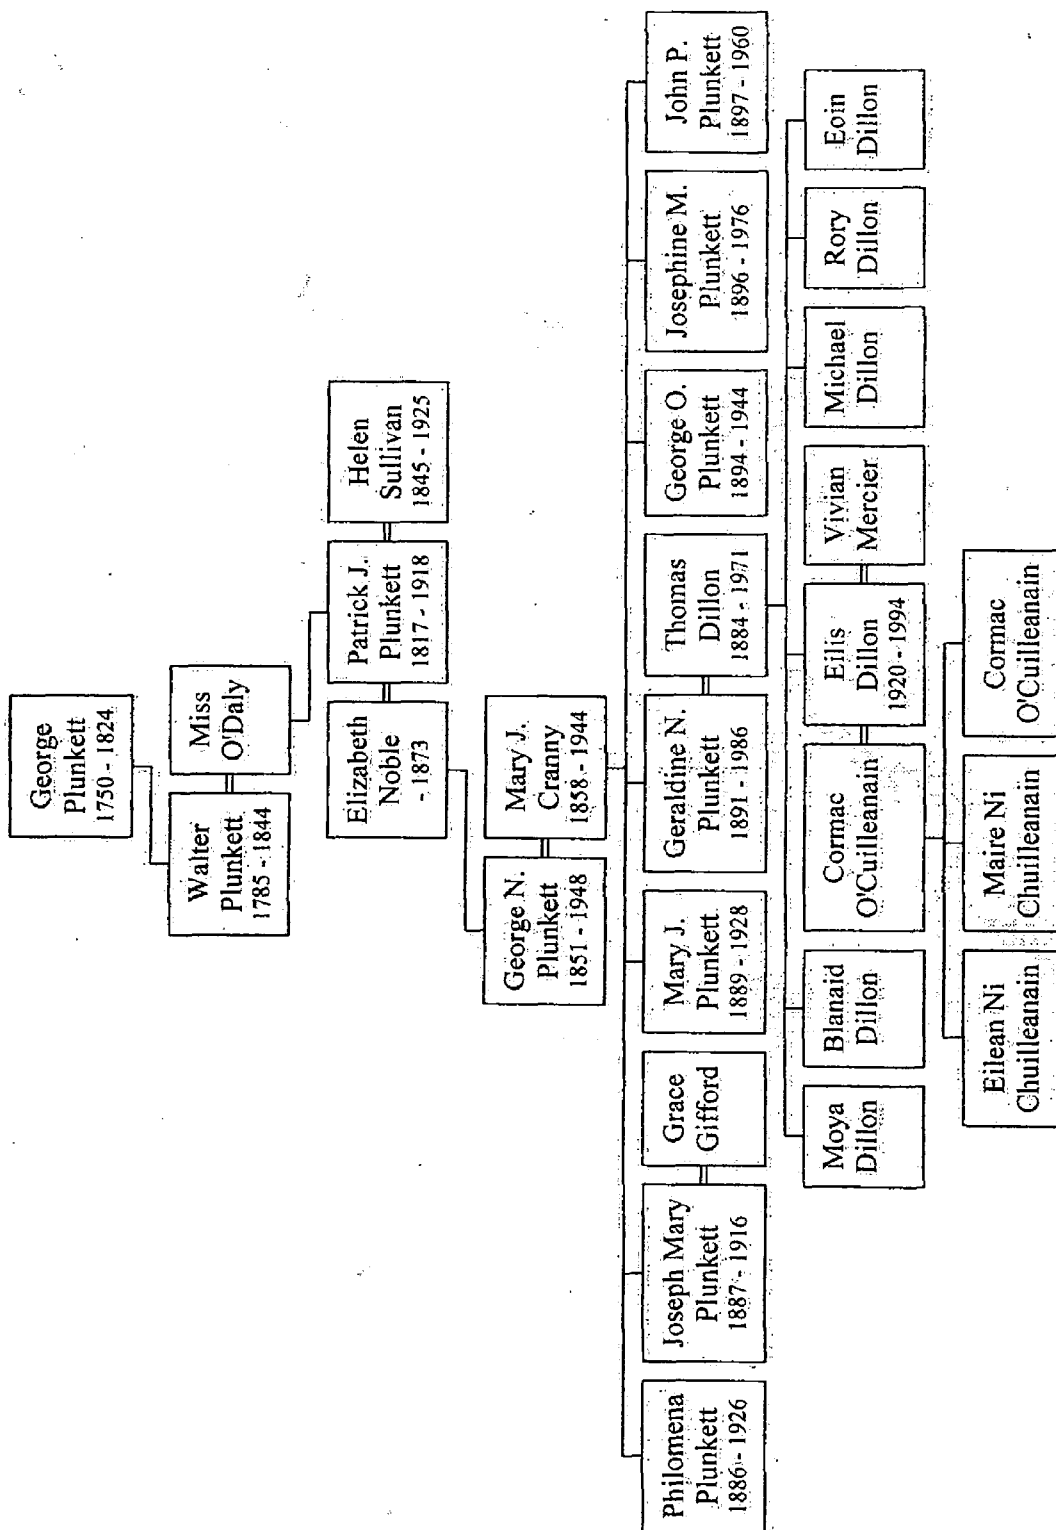 George
Plunkett
1750 - 1824
Walter
Plunkett
1785 - 1844
Miss
O'Daly
Elizabeth
Noble
- 1873
Patrick J.
Plunkett
1817 - 1918
Helen
Sullivan
1845 - 1925
George N.
Plunkett
1851 - 1948
Mary J.
Cranny
1858 - 1944
Philomena
Plunkett
1886 - 1926
Joseph Mary
Plunkett
1887 - 1916
Grace
Gifford
Mary J.
Plunkett
1889 - 1928
Geraldine N.
Plunkett
1891 - 1986
Thomas
Dillon
1884 - 1971
George O.
Plunkett
1894 - 1944
Josephine M.
Plunkett
1896 - 1976
John P.
Plunkett
1897 - 1960
Moya
Dillon
Blanaid
Dillon
Cormac
O'Cuilleanain
Eilis
Dillon
1920 - 1994
Vivian
Mercier
Michael
Dillon
Rory
Dillon
Eoin
Dillon
Eilean Ni
Chuilleanain
Maire Ni
Chuilleanain
Cormac
O'Cuilleanain